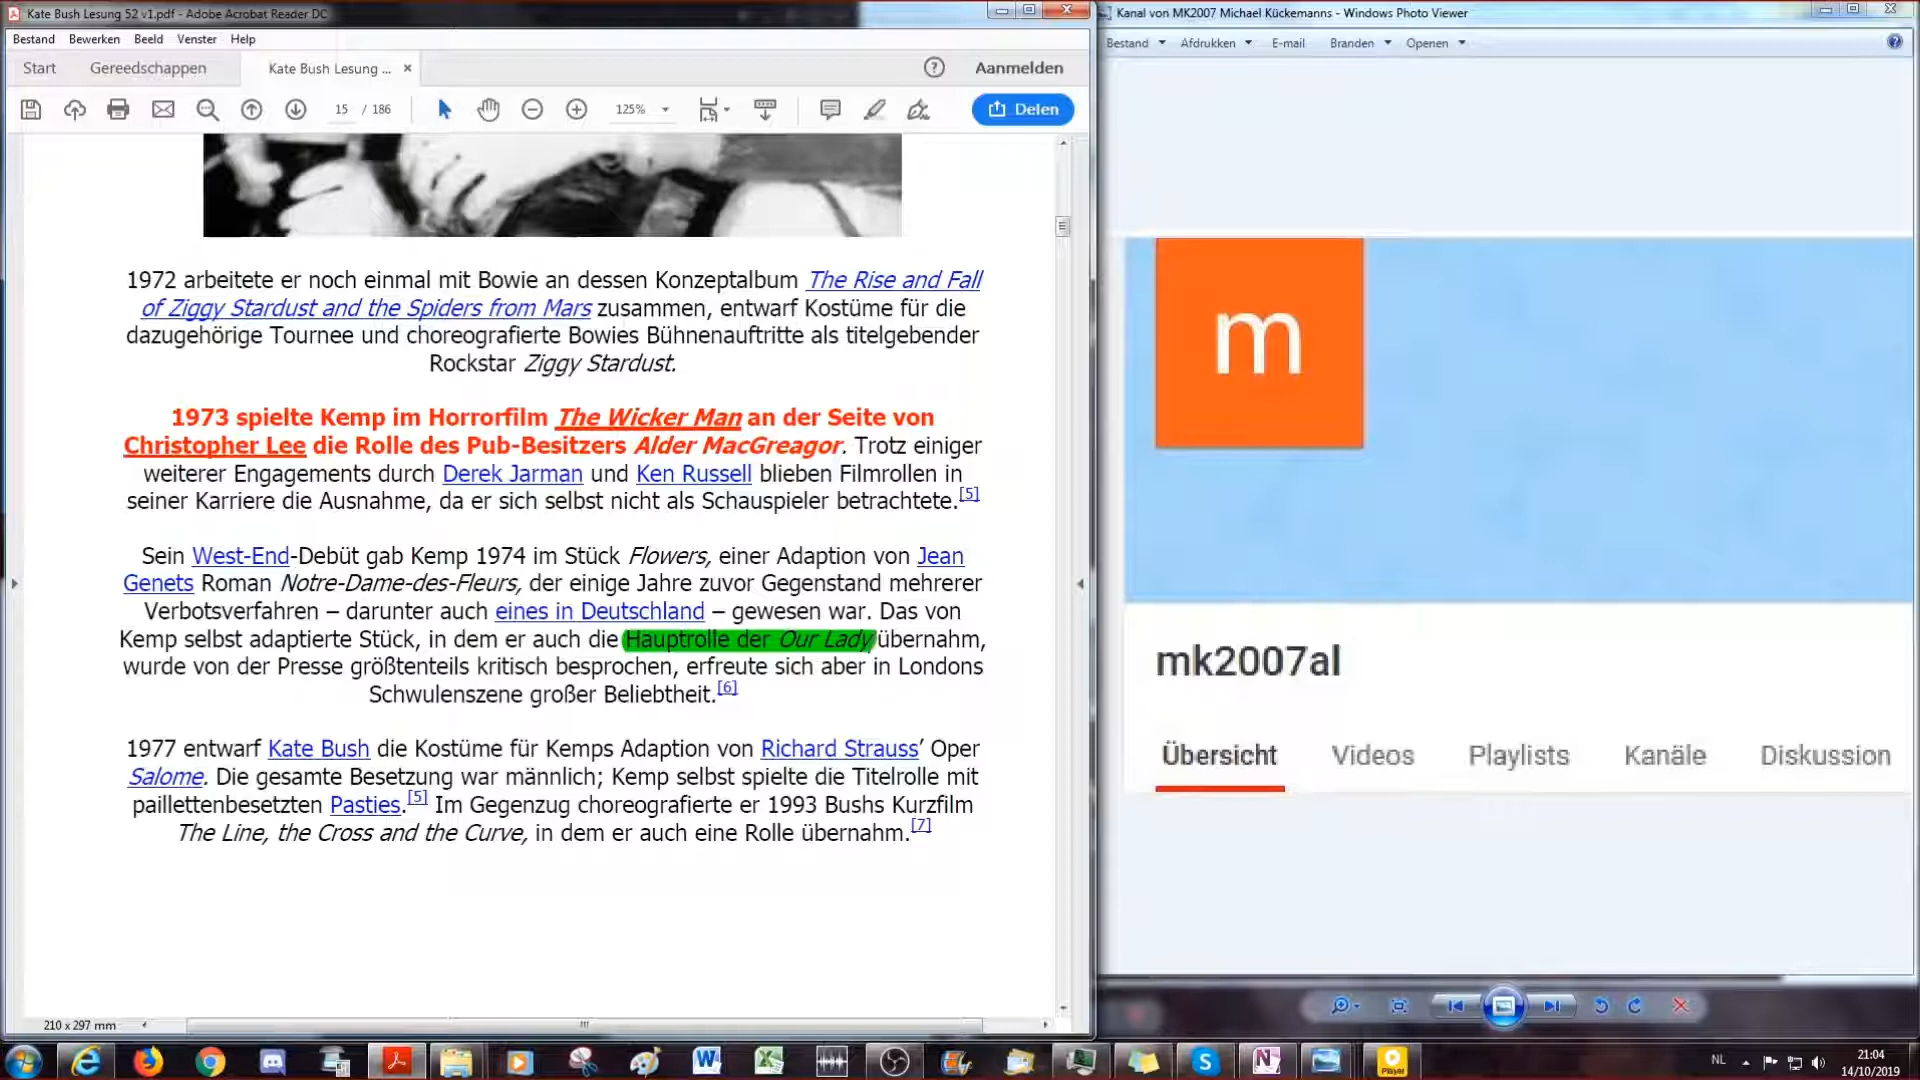 Kate Bush Lesung 52 v1.pdf - Adobe Acrobat Reader DC
Bestand Bewerken Beeld Venster Help
Start Gereedschappen Kate Bush Lesung ... × Aanmelden
15 / 186 125% Delen
1972 arbeitete er noch einmal mit Bowie an dessen Konzeptalbum The Rise and Fall
of Ziggy Stardust and the Spiders from Mars zusammen, entwarf Kostüme für die
dazugehörige Tournee und choreografierte Bowies Bühnenauftritte als titelgebender
Rockstar Ziggy Stardust.
1973 spielte Kemp im Horrorfilm The Wicker Man an der Seite von
Christopher Lee die Rolle des Pub-Besitzers Alder MacGreagor. Trotz einiger
weiterer Engagements durch Derek Jarman und Ken Russell blieben Filmrollen in
seiner Karriere die Ausnahme, da er sich selbst nicht als Schauspieler betrachtete.[5]
Sein West-End-Debüt gab Kemp 1974 im Stück Flowers, einer Adaption von Jean
Genets Roman Notre-Dame-des-Fleurs, der einige Jahre zuvor Gegenstand mehrerer
Verbotsverfahren – darunter auch eines in Deutschland – gewesen war. Das von
Kemp selbst adaptierte Stück, in dem er auch die Hauptrolle der Our Lady übernahm,
wurde von der Presse größtenteils kritisch besprochen, erfreute sich aber in Londons
Schwulenszene großer Beliebtheit.[6]
1977 entwarf Kate Bush die Kostüme für Kemps Adaption von Richard Strauss’ Oper
Salome. Die gesamte Besetzung war männlich; Kemp selbst spielte die Titelrolle mit
paillettenbesetzten Pasties.[5] Im Gegenzug choreografierte er 1993 Bushs Kurzfilm
The Line, the Cross and the Curve, in dem er auch eine Rolle übernahm.[7]
210 x 297 mm
Kanal von MK2007 Michael Kückemanns - Windows Photo Viewer
Bestand Afdrukken E-mail Branden Openen
m
mk2007al
Übersicht Videos Playlists Kanäle Diskussion
NL
21:04
14/10/2019
Player